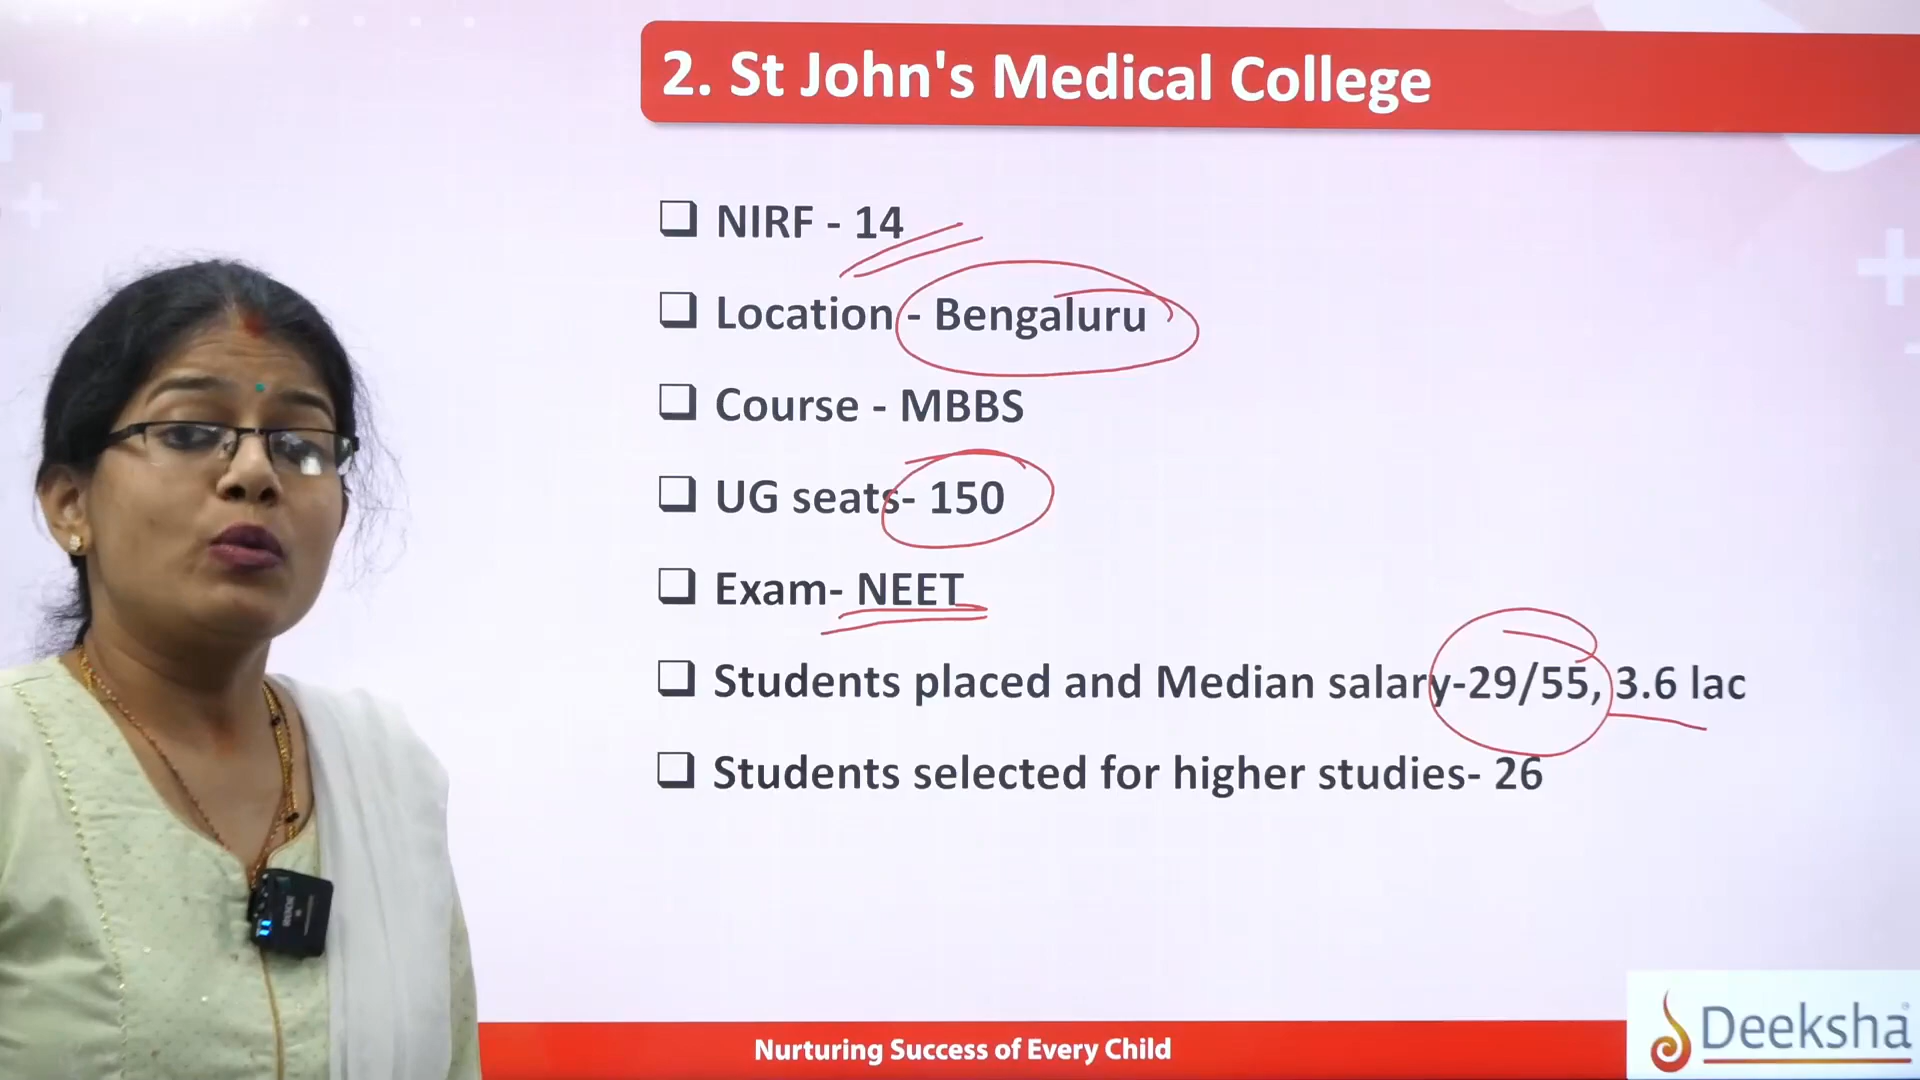 2. St John's Medical College
❑ NIRF - 14
❑ Location - Bengaluru
❑ Course - MBBS
❑ UG seats- 150
❑ Exam- NEET
❑ Students placed and Median salary-29/55, 3.6 lac
❑ Students selected for higher studies- 26
Nurturing Success of Every Child
Deeksha